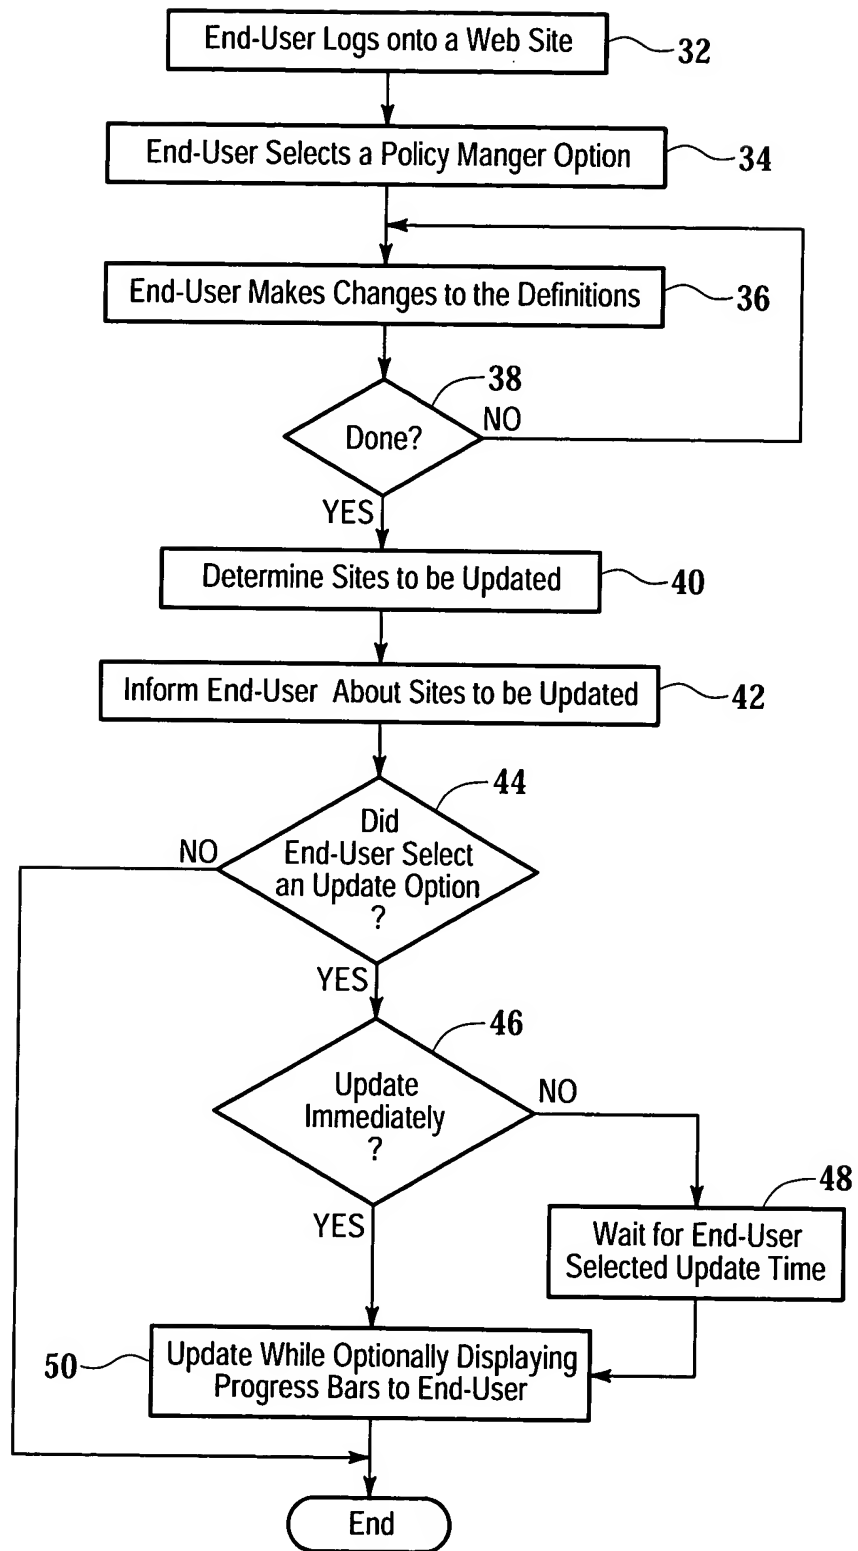 End-User Logs onto a Web Site
32
End-User Selects a Policy Manger Option
34
End-User Makes Changes to the Definitions
36
38
Done?
NO
YES
Determine Sites to be Updated
40
Inform End-User About Sites to be Updated
42
44
Did
End-User Select
an Update Option
?
NO
YES
46
Update
Immediately
?
NO
YES
48
Wait for End-User
Selected Update Time
50
Update While Optionally Displaying
Progress Bars to End-User
End